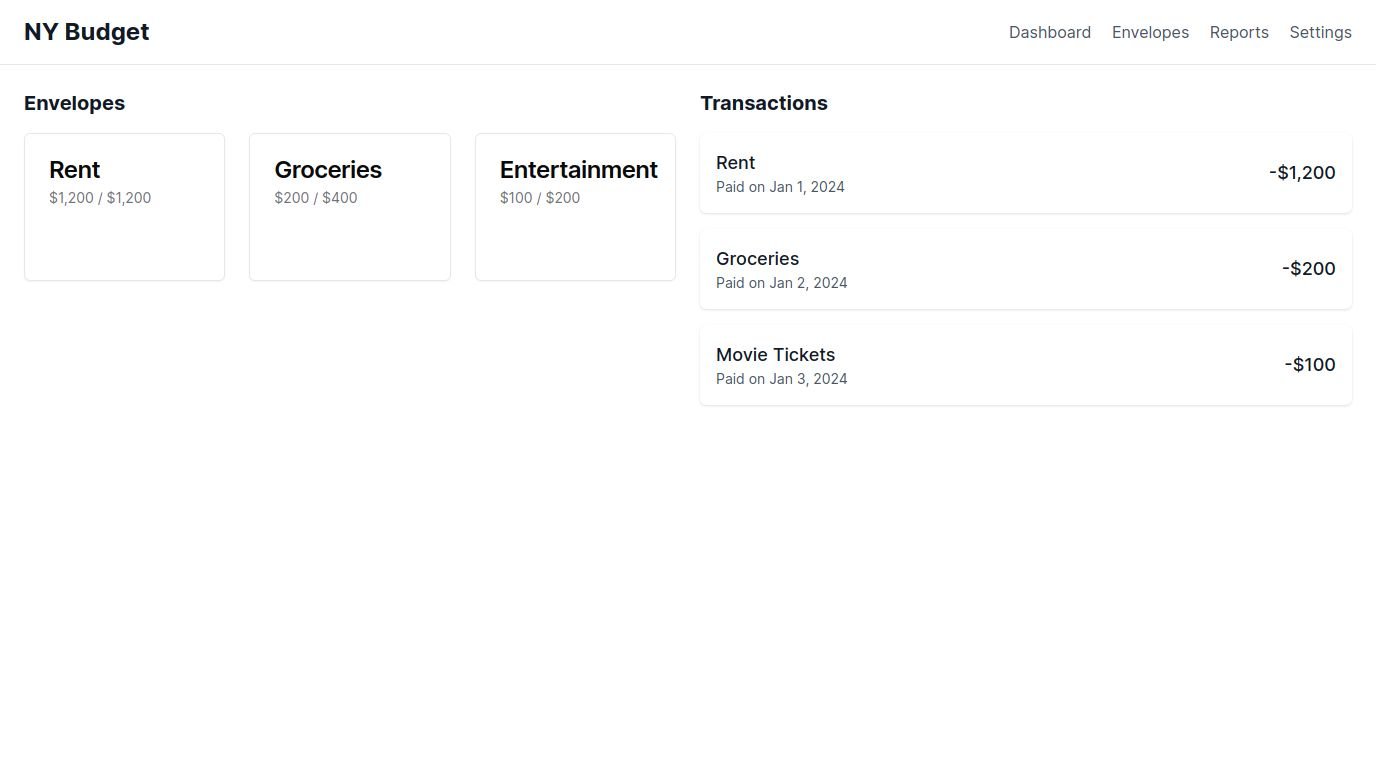 NY Budget
Dashboard Envelopes Reports Settings
Envelopes
Rent
$1,200 / $1,200
Groceries
$200 / $400
Entertainment
$100 / $200
Transactions
Rent
Paid on Jan 1, 2024
-$1,200
Groceries
Paid on Jan 2, 2024
-$200
Movie Tickets
Paid on Jan 3, 2024
-$100